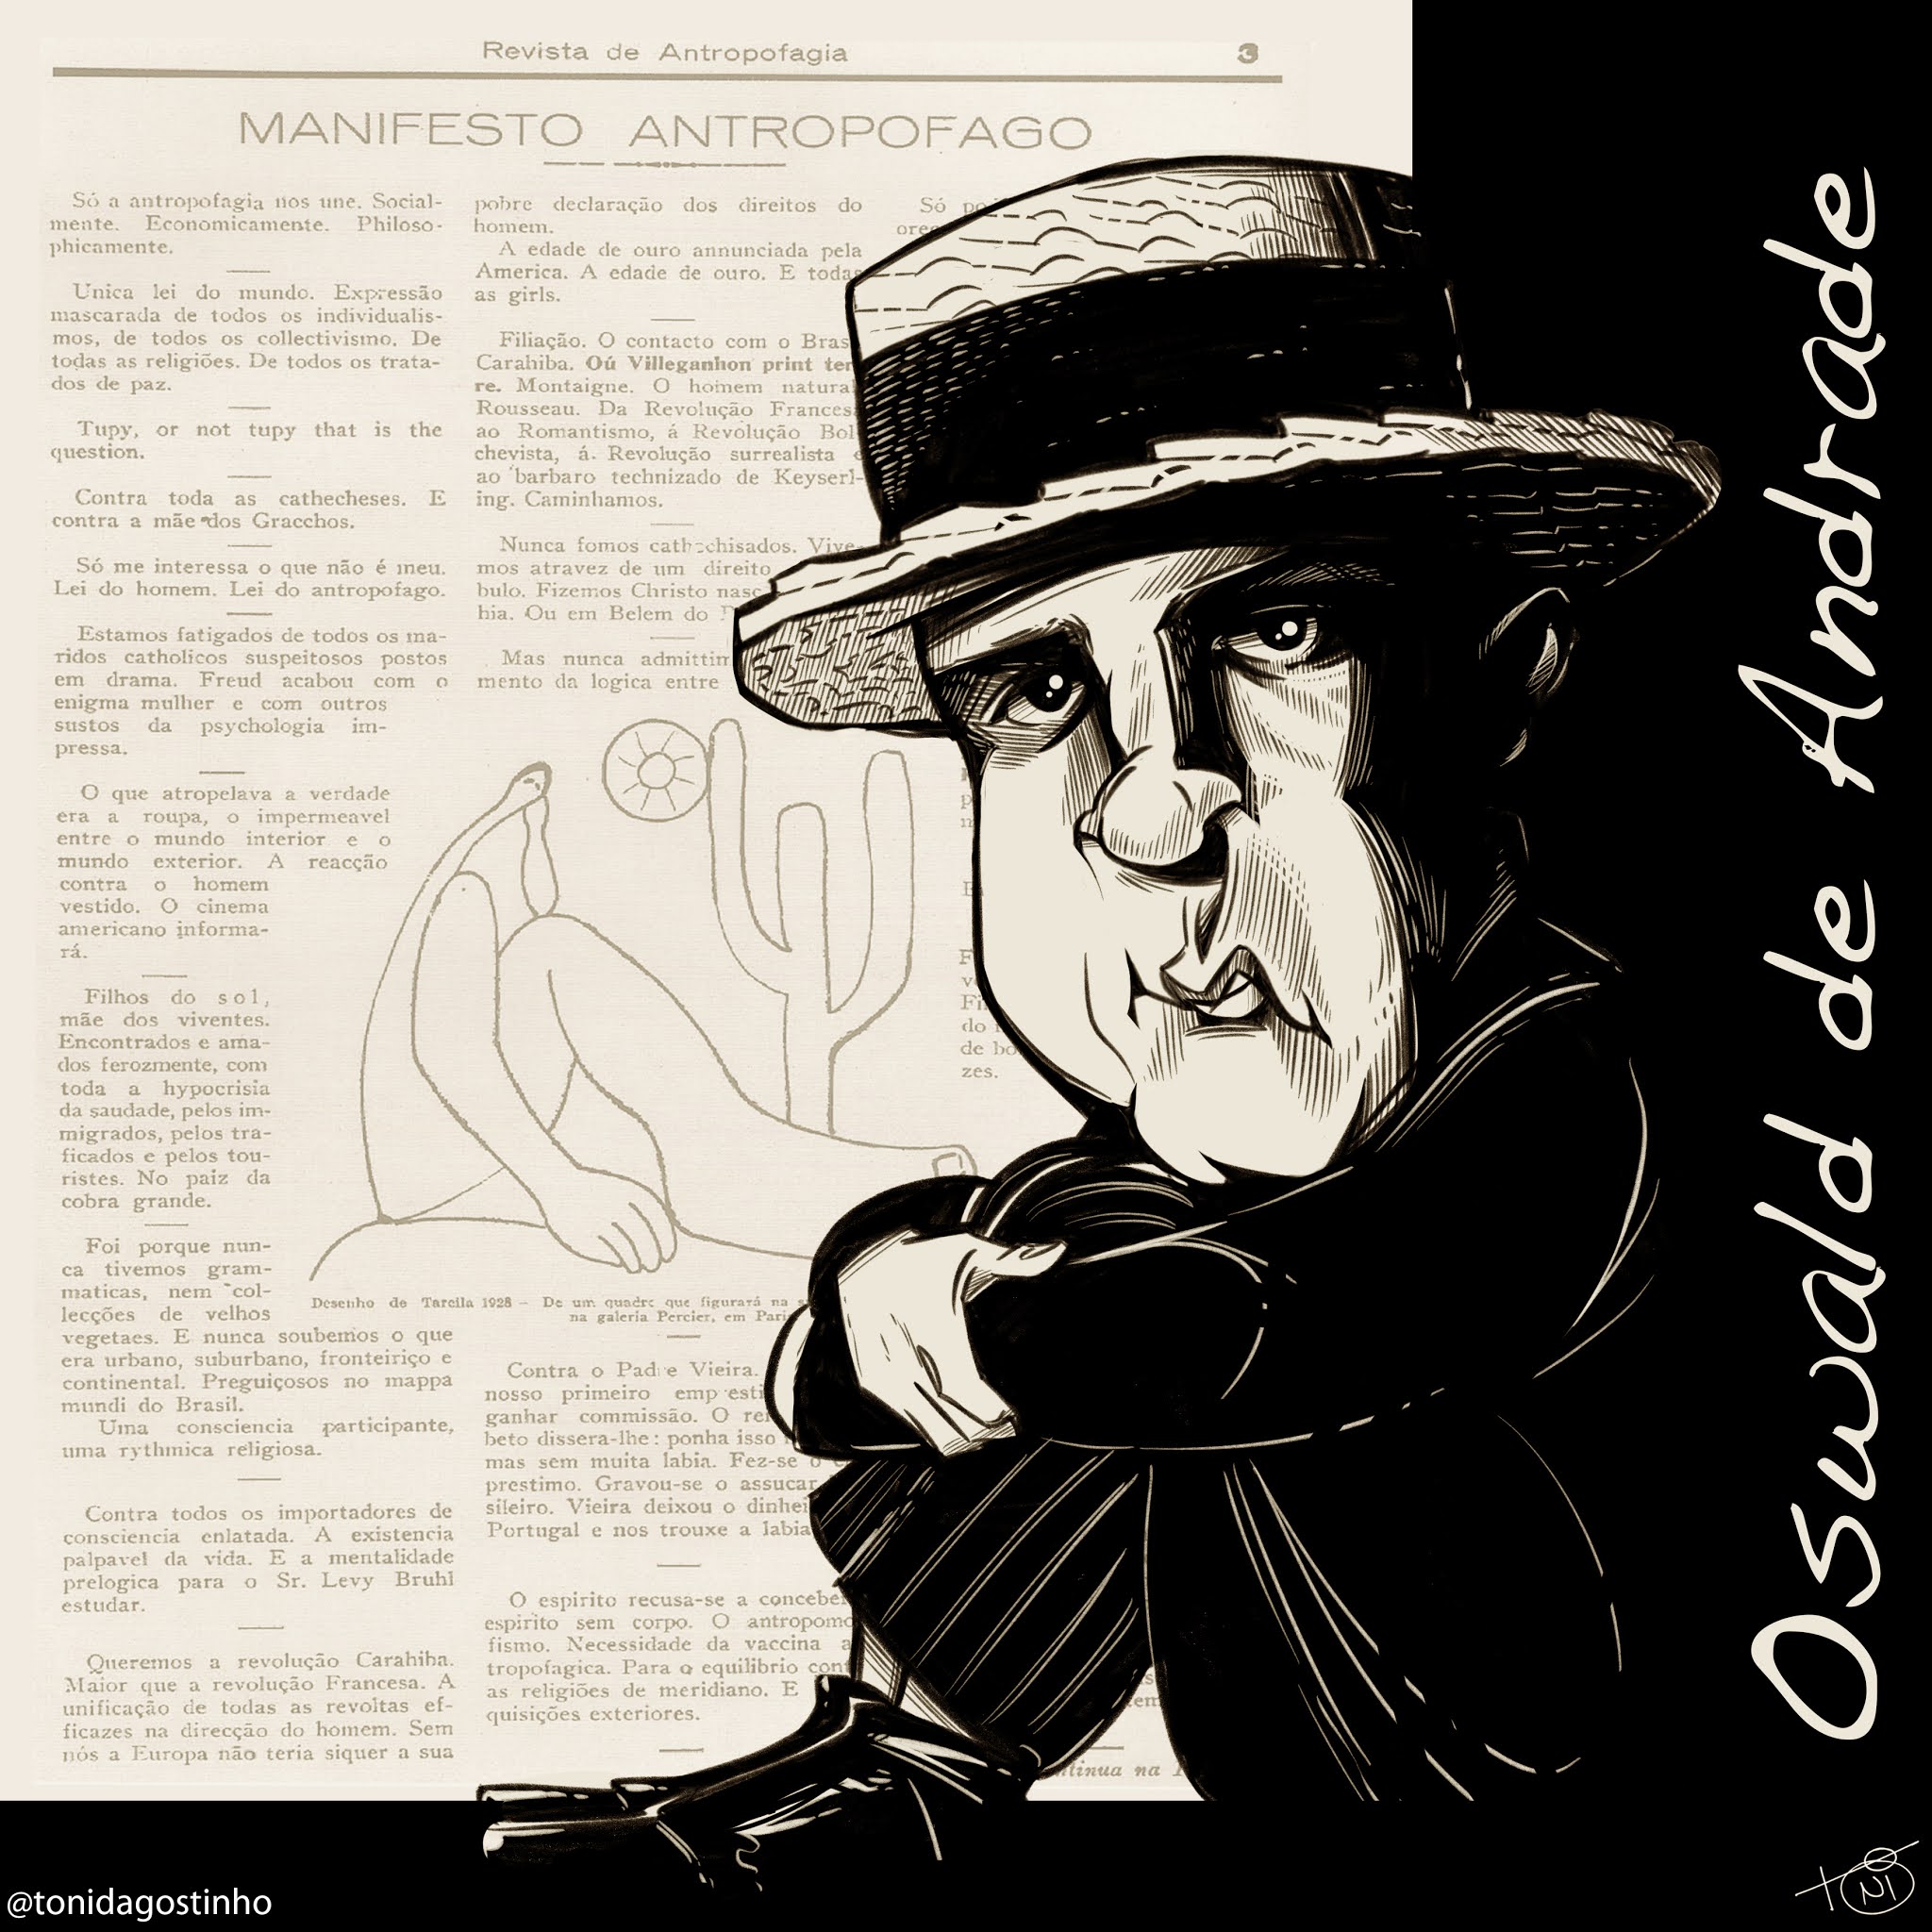 Revista de Antropofagia 3
MANIFESTO ANTROPOFAGO
Só a antropofagia nos une. Social-
mente. Economicamente. Philoso-
phicamente.
Unica lei do mundo. Expressão
mascarada de todos os individualis-
mos, de todos os collectivismo. De
todas as religiões. De todos os trata-
dos de paz.
Tupy, or not tupy that is the
question.
Contra toda as cathecheses. E
contra a mãe dos Gracchos.
Só me interessa o que não é meu.
Lei do homem. Lei do antropofago.
Estamos fatigados de todos os ma-
ridos catholicos suspeitosos postos
em drama. Freud acabou com o
enigma mulher e com outros
sustos da psychologia im-
pressa.
O que atropelava a verdade
era a roupa, o impermeavel
entre o mundo interior e o
mundo exterior. A reacção
contra o homem
vestido. O cinema
americano informa-
rá.
Filhos do sol,
mãe dos viventes.
Encontrados e ama-
dos ferozmente, com
toda a hypocrisia
da saudade, pelos im-
migrados, pelos tra-
ficados e pelos tou-
ristes. No paiz da
cobra grande.
Foi porque nun-
ca tivemos gram-
maticas, nem col-
lecções de velhos
vegetaes. E nunca soubemos o que
era urbano, suburbano, fronteiriço e
continental. Preguiçosos no mappa
mundi do Brasil.
Uma consciencia participante,
uma rythmica religiosa.
Contra todos os importadores de
consciencia enlatada. A existencia
palpavel da vida. E a mentalidade
prelogica para o Sr. Levy Bruhl
estudar.
Queremos a revolução Carahiba.
Maior que a revolução Francesa. A
unificação de todas as revoltas ef-
ficazes na direcção do homem. Sem
nós a Europa não teria siquer a sua
pobre declaração dos direitos do
homem.
A edade de ouro annunciada pela
America. A edade de ouro. E todas
as girls.
Filiação. O contacto com o Bras
Carahiba. Oú Villeganhon print ter
re. Montaigne. O homem natural
Rousseau. Da Revolução Frances
ao Romantismo, á Revolução Bol
chevista, á Revolução surrealista e
ao barbaro technizado de Keyserl-
ing. Caminhamos.
Nunca fomos cathechisados. Vive-
mos atravez de um direito
bulo. Fizemos Christo nasc
hia. Ou em Belem do
Mas nunca admittim
mento da logica entre
Desenho de Tarcila 1928 - De um quadro que figurará na
na galeria Percier, em Pari
Contra o Padre Vieira.
nosso primeiro empresti
ganhar commissão. O
beto dissera-lhe: ponha isso
mas sem muita labia. Fez-se o
prestimo. Gravou-se o assucar
sileiro. Vieira deixou o dinhei
Portugal e nos trouxe a labia
O espirito recusa-se a conceber
espirito sem corpo. O antropomo
fismo. Necessidade da vaccina a
tropofagica. Para o equilibrio cont
as religiões de meridiano. E
quisições exteriores.
Só
do
de bo
zes.
ntinua na
Oswald de Andrade
@tonidagostinho
TONI